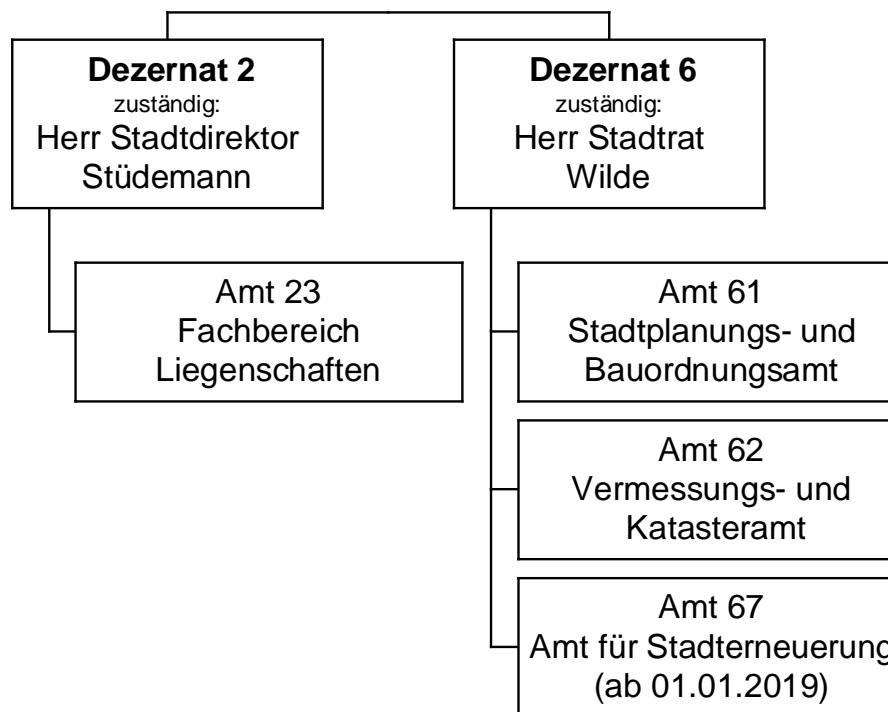 Dezernat 2
zuständig:
Herr Stadtdirektor
Stüdemann
Dezernat 6
zuständig:
Herr Stadtrat
Wilde
Amt 23
Fachbereich
Liegenschaften
Amt 61
Stadtplanungs- und
Bauordnungsamt
Amt 62
Vermessungs- und
Katasteramt
Amt 67
Amt für Stadterneuerung
(ab 01.01.2019)